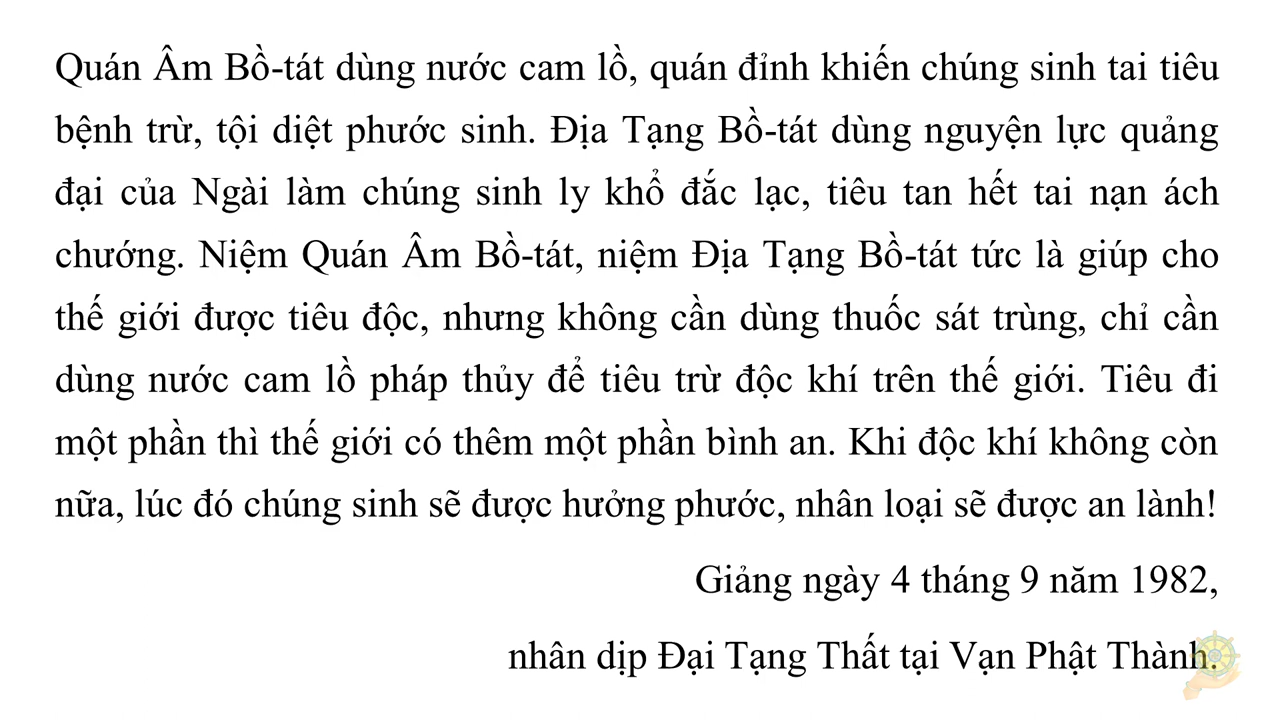 Quán Âm Bồ-tát dùng nước cam lồ, quán đỉnh khiến chúng sinh tai tiêu
bệnh trừ, tội diệt phước sinh. Địa Tạng Bồ-tát dùng nguyện lực quảng
đại của Ngài làm chúng sinh ly khổ đắc lạc, tiêu tan hết tai nạn ách
chướng. Niệm Quán Âm Bồ-tát, niệm Địa Tạng Bồ-tát tức là giúp cho
thế giới được tiêu độc, nhưng không cần dùng thuốc sát trùng, chỉ cần
dùng nước cam lồ pháp thủy để tiêu trừ độc khí trên thế giới. Tiêu đi
một phần thì thế giới có thêm một phần bình an. Khi độc khí không còn
nữa, lúc đó chúng sinh sẽ được hưởng phước, nhân loại sẽ được an lành!
Giảng ngày 4 tháng 9 năm 1982,
nhân dịp Đại Tạng Thất tại Vạn Phật Thành.